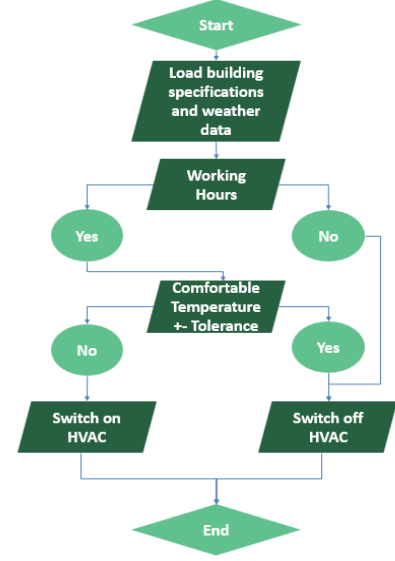 Start
Load building
specifications
and weather
data
Working
Hours
Yes
No
Comfortable
Temperature
+- Tolerance
No
Yes
Switch on
HVAC
Switch off
HVAC
End